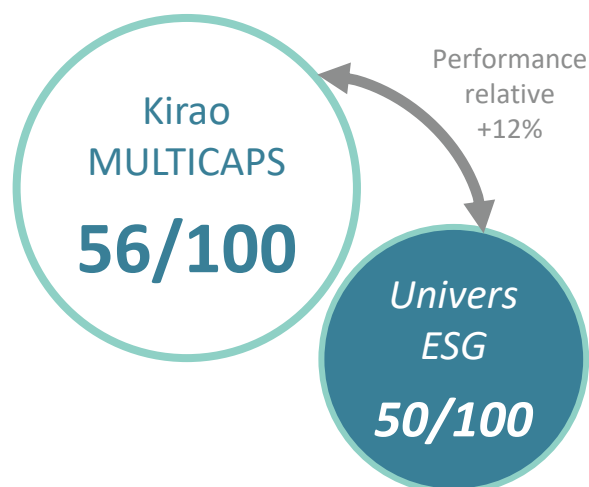 Performance
relative
+12%
Kirao
MULTICAPS
56/100
Univers
ESG
50/100